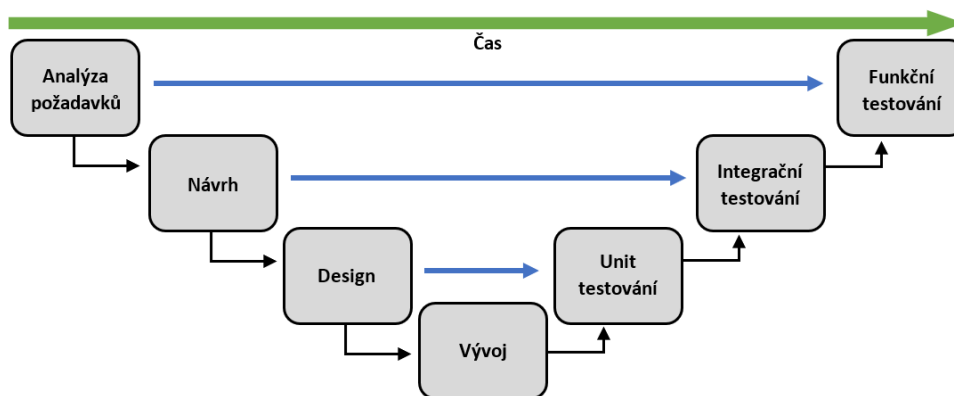 Čas
Analýza
požadavků
Funkční
testování
Návrh
Integrační
testování
Design
Unit
testování
Vývoj